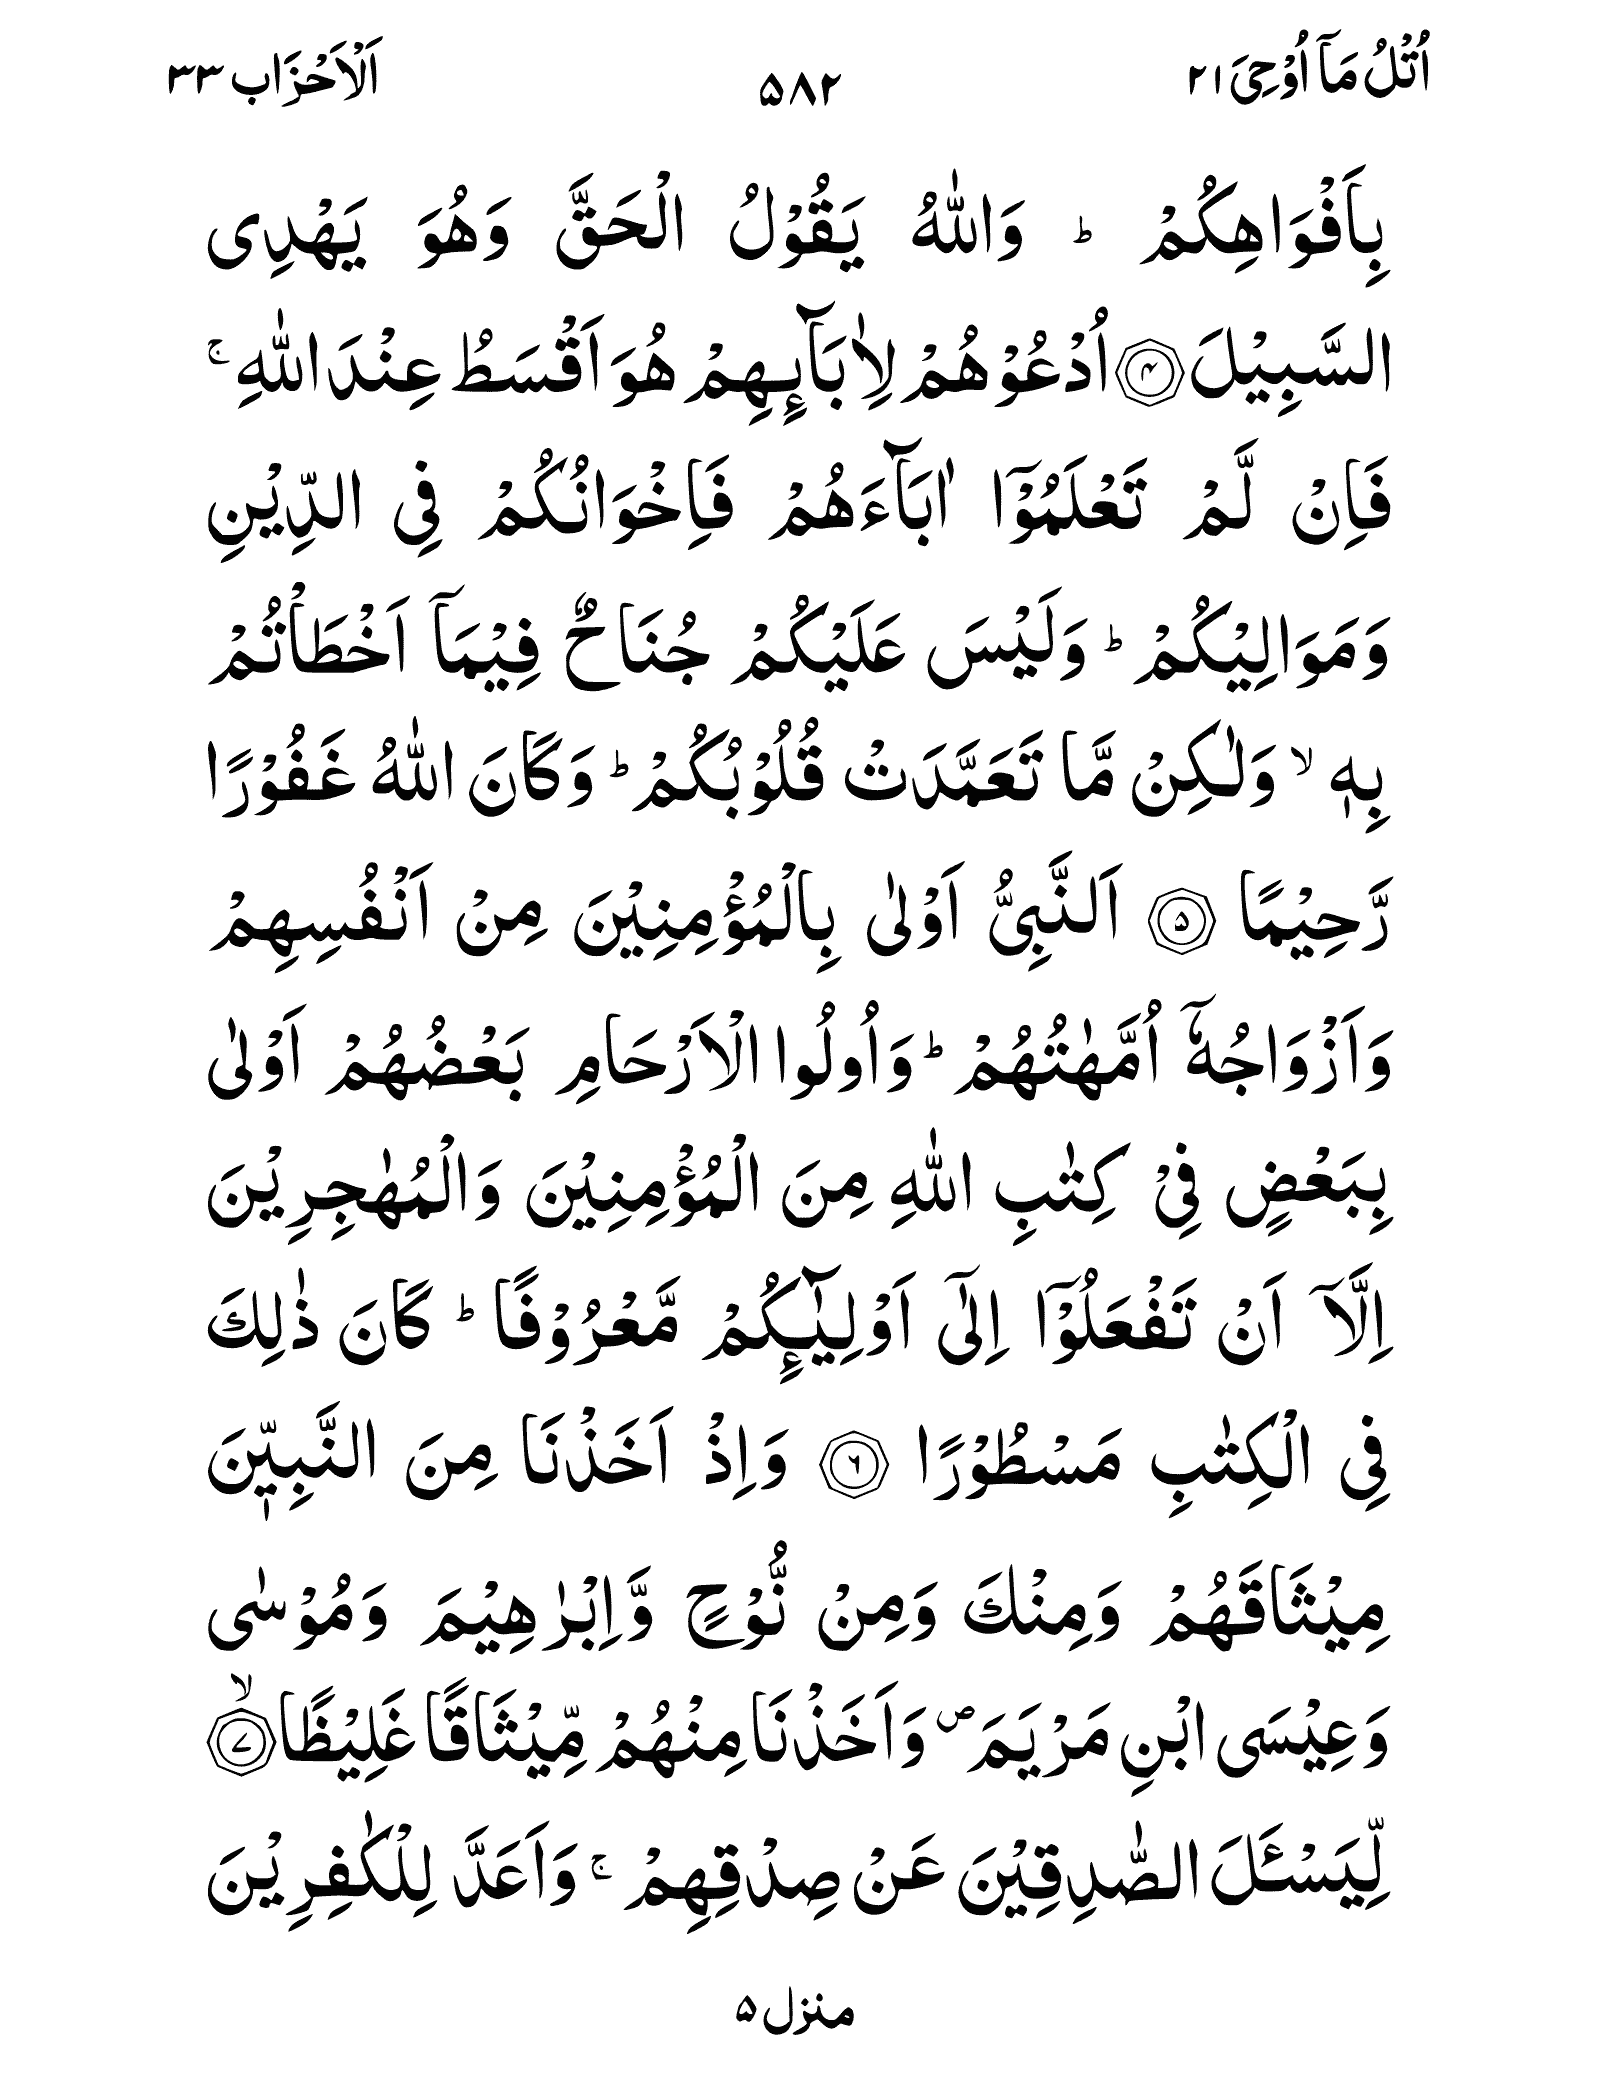 اُتْلُ مَاۤ اُوْحِیَ ۲۱ ۵۸۲ اَلْاَحْزَاب ۳۳
بِاَفْوَاهِكُمْ ؕ وَاللّٰهُ یَقُوْلُ الْحَقَّ وَهُوَ یَهْدِی
السَّبِیْلَ ۴ اُدْعُوْهُمْ لِاٰبَآىِٕهِمْ هُوَ اَقْسَطُ عِنْدَ اللّٰهِ ۚ
فَاِنْ لَّمْ تَعْلَمُوْۤا اٰبَآءَهُمْ فَاِخْوَانُكُمْ فِی الدِّیْنِ
وَمَوَالِیْكُمْ ؕ وَلَیْسَ عَلَیْكُمْ جُنَاحٌ فِیْمَاۤ اَخْطَاْتُمْ
بِهٖ ۙ وَلٰكِنْ مَّا تَعَمَّدَتْ قُلُوْبُكُمْ ؕ وَكَانَ اللّٰهُ غَفُوْرًا
رَّحِیْمًا ۵ اَلنَّبِیُّ اَوْلٰی بِالْمُؤْمِنِیْنَ مِنْ اَنْفُسِهِمْ
وَاَزْوَاجُهٗۤ اُمَّهٰتُهُمْ ؕ وَاُولُوا الْاَرْحَامِ بَعْضُهُمْ اَوْلٰی
بِبَعْضٍ فِیْ كِتٰبِ اللّٰهِ مِنَ الْمُؤْمِنِیْنَ وَالْمُهٰجِرِیْنَ
اِلَّاۤ اَنْ تَفْعَلُوْۤا اِلٰۤی اَوْلِیٰٓىِٕكُمْ مَّعْرُوْفًا ؕ كَانَ ذٰلِكَ
فِی الْكِتٰبِ مَسْطُوْرًا ۶ وَاِذْ اَخَذْنَا مِنَ النَّبِیّٖنَ
مِیْثَاقَهُمْ وَمِنْكَ وَمِنْ نُّوْحٍ وَّاِبْرٰهِیْمَ وَمُوْسٰی
وَعِیْسَی ابْنِ مَرْیَمَ ۪ وَاَخَذْنَا مِنْهُمْ مِّیْثَاقًا غَلِیْظًا ۙ۷
لِّیَسْـَٔلَ الصّٰدِقِیْنَ عَنْ صِدْقِهِمْ ۚ وَاَعَدَّ لِلْكٰفِرِیْنَ
منزل ۵